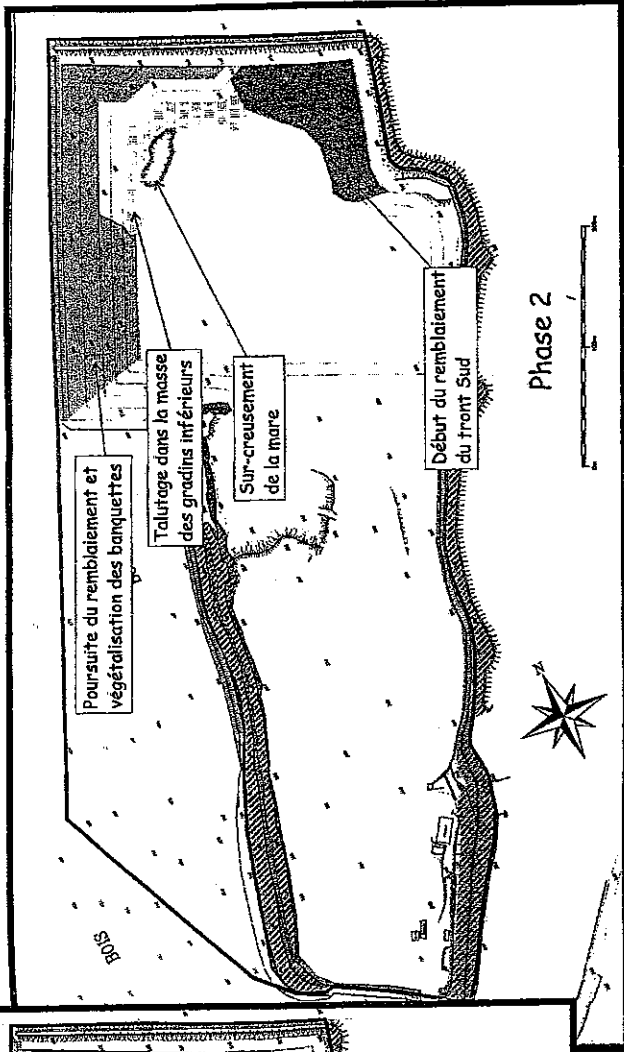 Poursuite du remblaiement et
végétalisation des banquettes
Talutage dans la masse
des gradins inférieurs
Sur-creusement
de la mare
Début du remblaiement
du tront Sud
Phase 2
BOIS
N